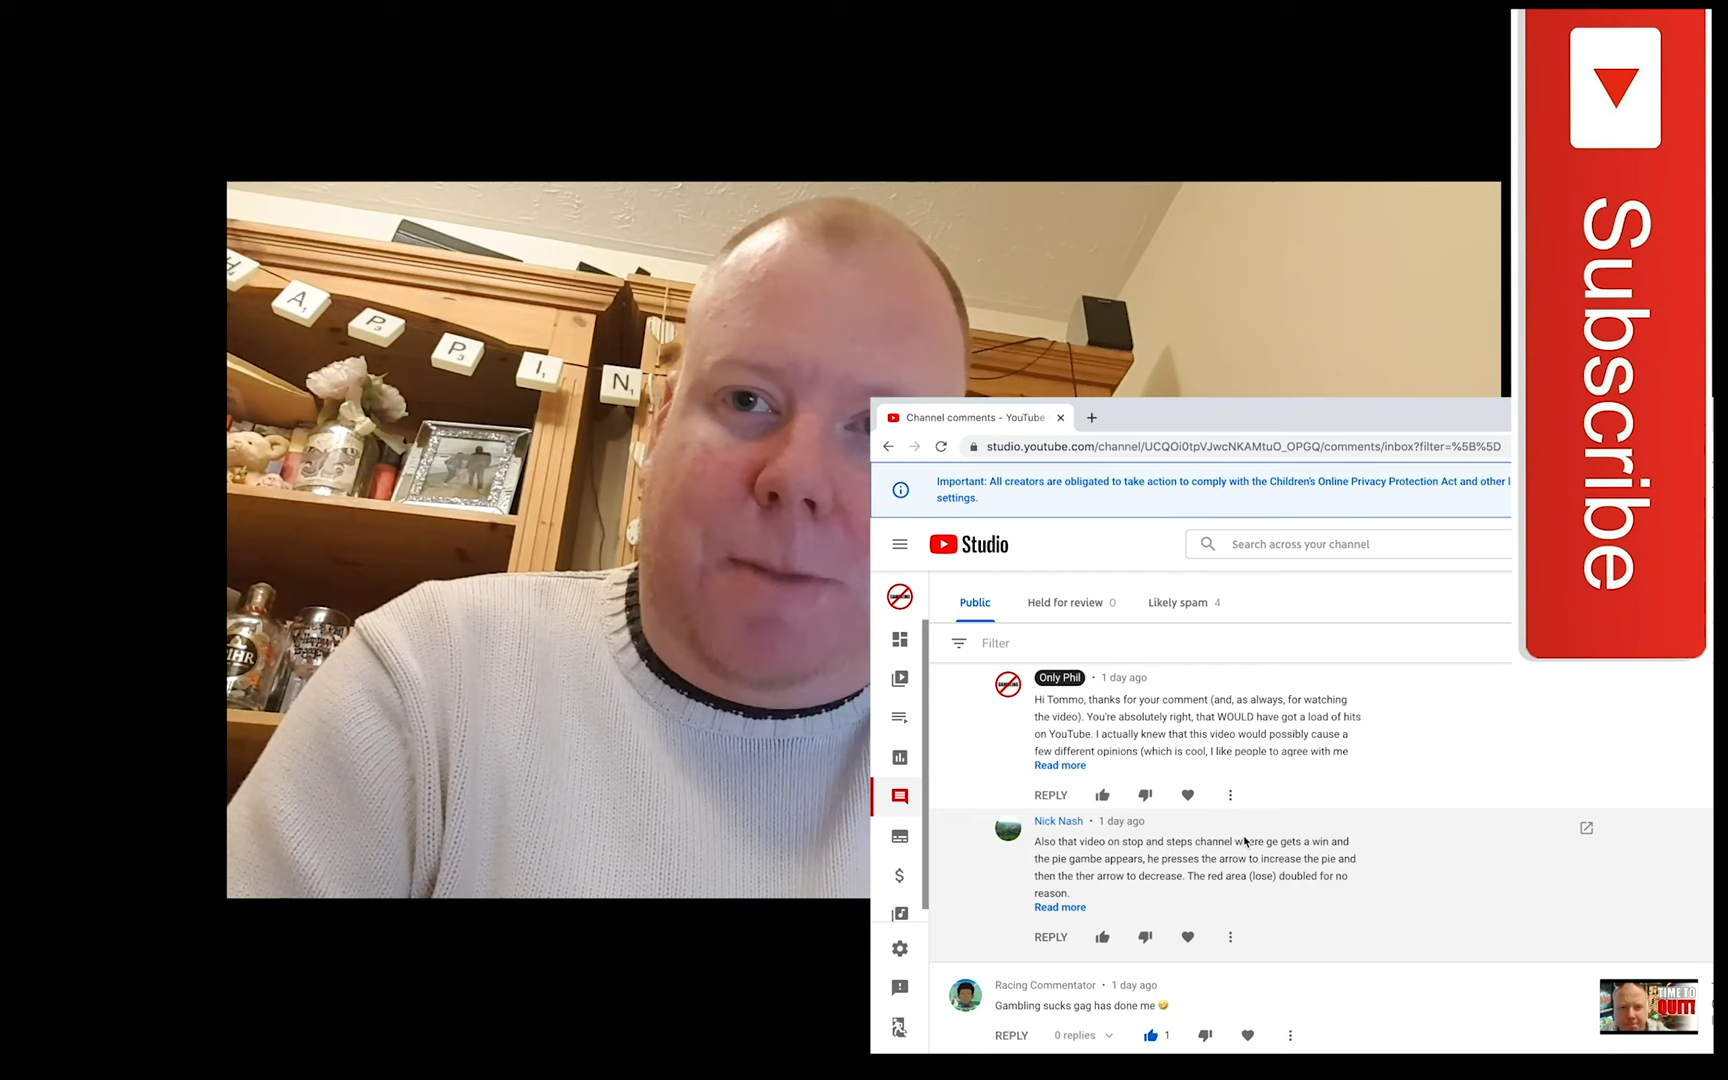 H
A1
P3
P3
I1
N1
IHR
Channel comments - YouTube
studio.youtube.com/channel/UCQOi0tpVJwcNKAMtuO_OPGQ/comments/inbox?filter=%5B%5D
Important: All creators are obligated to take action to comply with the Children's Online Privacy Protection Act and other l
settings.
Studio
Search across your channel
Public
Held for review 0
Likely spam 4
Filter
Only Phil • 1 day ago
Hi Tommo, thanks for your comment (and, as always, for watching
the video). You're absolutely right, that WOULD have got a load of hits
on YouTube. I actually knew that this video would possibly cause a
few different opinions (which is cool, I like people to agree with me
Read more
REPLY
Nick Nash • 1 day ago
Also that video on stop and steps channel where ge gets a win and
the pie gambe appears, he presses the arrow to increase the pie and
then the ther arrow to decrease. The red area (lose) doubled for no
reason.
Read more
REPLY
Racing Commentator • 1 day ago
Gambling sucks gag has done me 🤣
REPLY 0 replies 1
TIME TO
QUIT!
Subscribe